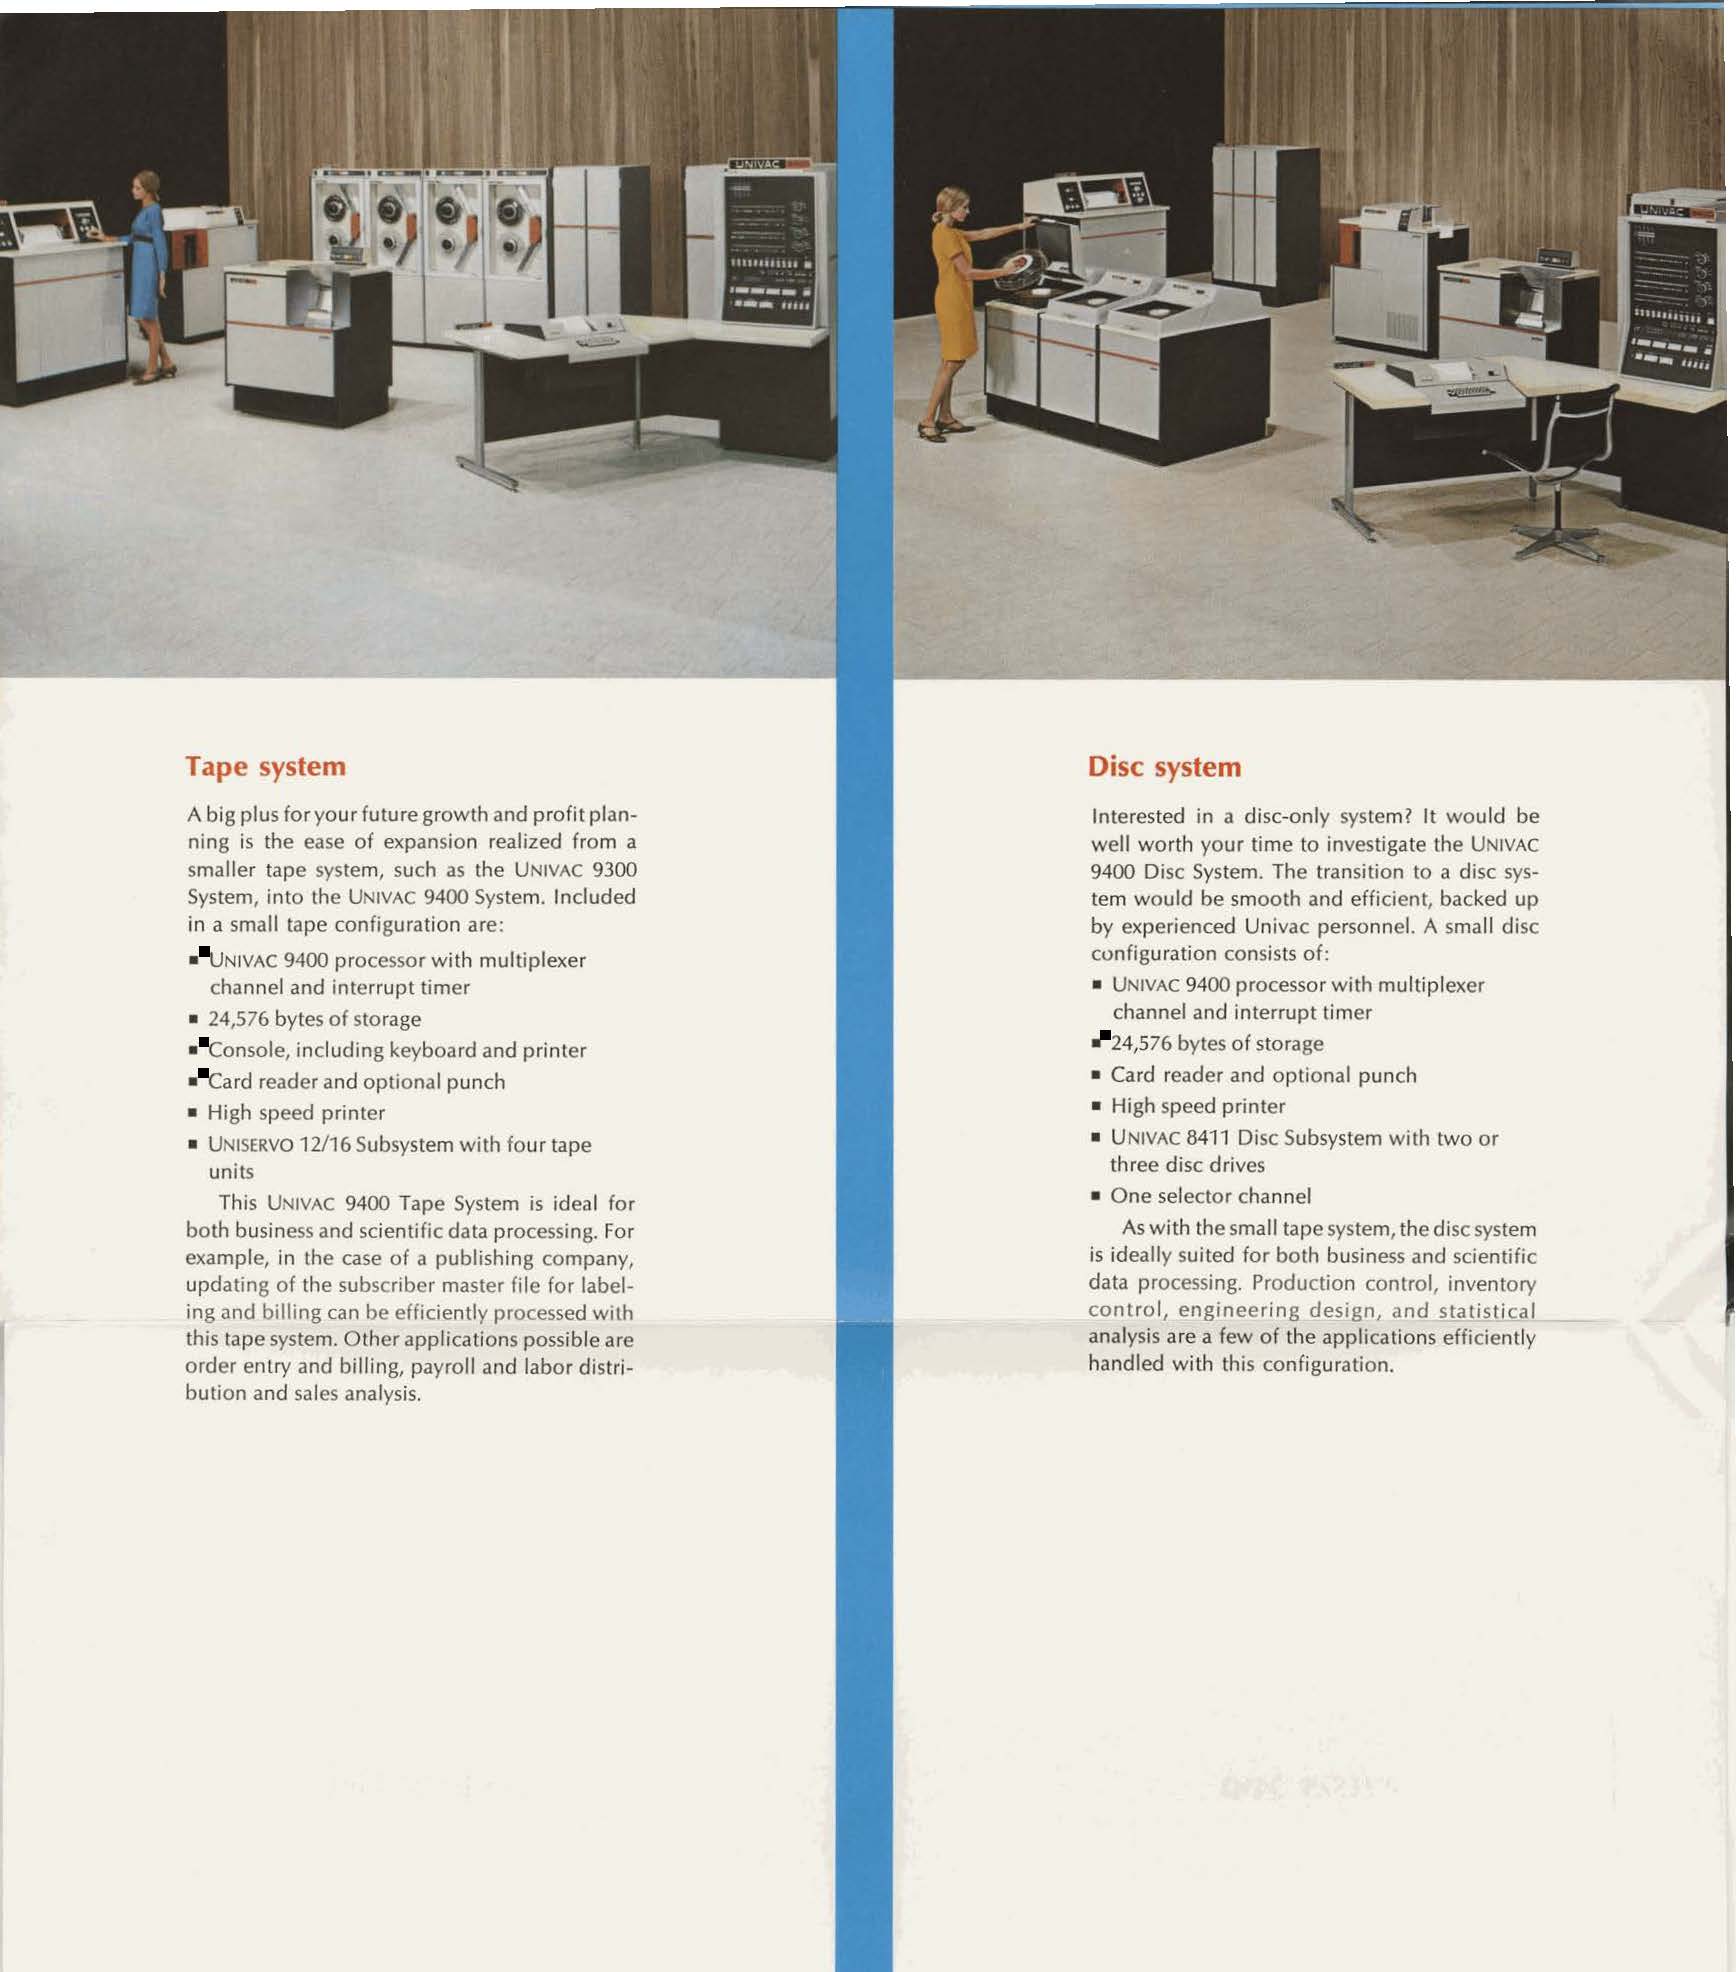 UNIVAC
UNIVAC
Tape system
A big plus for your future growth and profit plan-
ning is the ease of expansion realized from a
smaller tape system, such as the UNIVAC 9300
System, into the UNIVAC 9400 System. Included
in a small tape configuration are:
▪ UNIVAC 9400 processor with multiplexer
channel and interrupt timer
▪ 24,576 bytes of storage
▪ Console, including keyboard and printer
▪ Card reader and optional punch
▪ High speed printer
▪ UNISERVO 12/16 Subsystem with four tape
units
This UNIVAC 9400 Tape System is ideal for
both business and scientific data processing. For
example, in the case of a publishing company,
updating of the subscriber master file for label-
ing and billing can be efficiently processed with
this tape system. Other applications possible are
order entry and billing, payroll and labor distri-
bution and sales analysis.
Disc system
Interested in a disc-only system? It would be
well worth your time to investigate the UNIVAC
9400 Disc System. The transition to a disc sys-
tem would be smooth and efficient, backed up
by experienced Univac personnel. A small disc
configuration consists of:
▪ UNIVAC 9400 processor with multiplexer
channel and interrupt timer
▪ 24,576 bytes of storage
▪ Card reader and optional punch
▪ High speed printer
▪ UNIVAC 8411 Disc Subsystem with two or
three disc drives
▪ One selector channel
As with the small tape system, the disc system
is ideally suited for both business and scientific
data processing. Production control, inventory
control, engineering design, and statistical
analysis are a few of the applications efficiently
handled with this configuration.